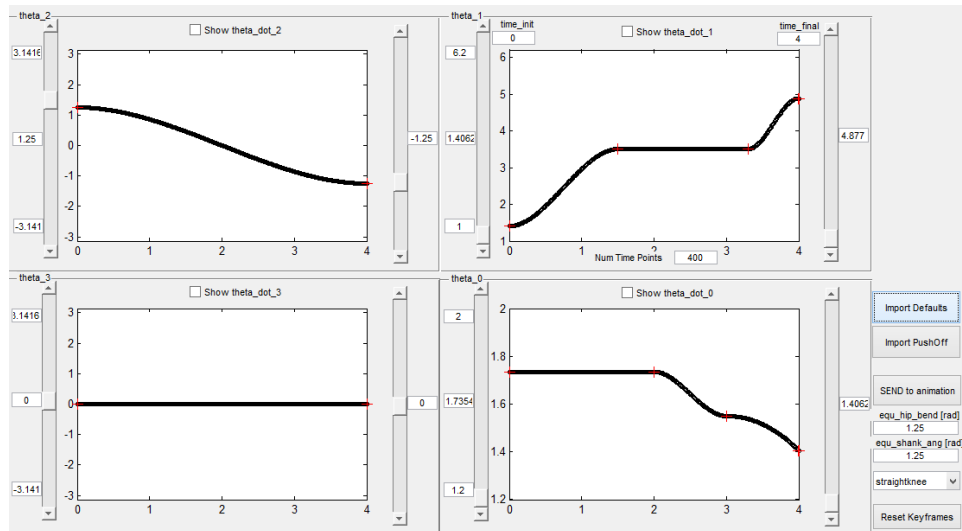 theta_2
Show theta_dot_2
3.1416
1.25
-3.141
-1.25
3
2
1
0
-1
-2
-3
0 1 2 3 4
theta_1
time_init
0
Show theta_dot_1
time_final
4
6.2
1.4062
1
4.877
6
5
4
3
2
1
0 1 2 3 4
Num Time Points 400
theta_3
Show theta_dot_3
3.1416
0
-3.141
0
3
2
1
0
-1
-2
-3
0 1 2 3 4
theta_0
Show theta_dot_0
2
1.7354
1.2
1.4062
2
1.8
1.6
1.4
1.2
0 1 2 3 4
Import Defaults
Import PushOff
SEND to animation
equ_hip_bend [rad]
1.25
equ_shank_ang [rad
1.25
straightknee
Reset Keyframes